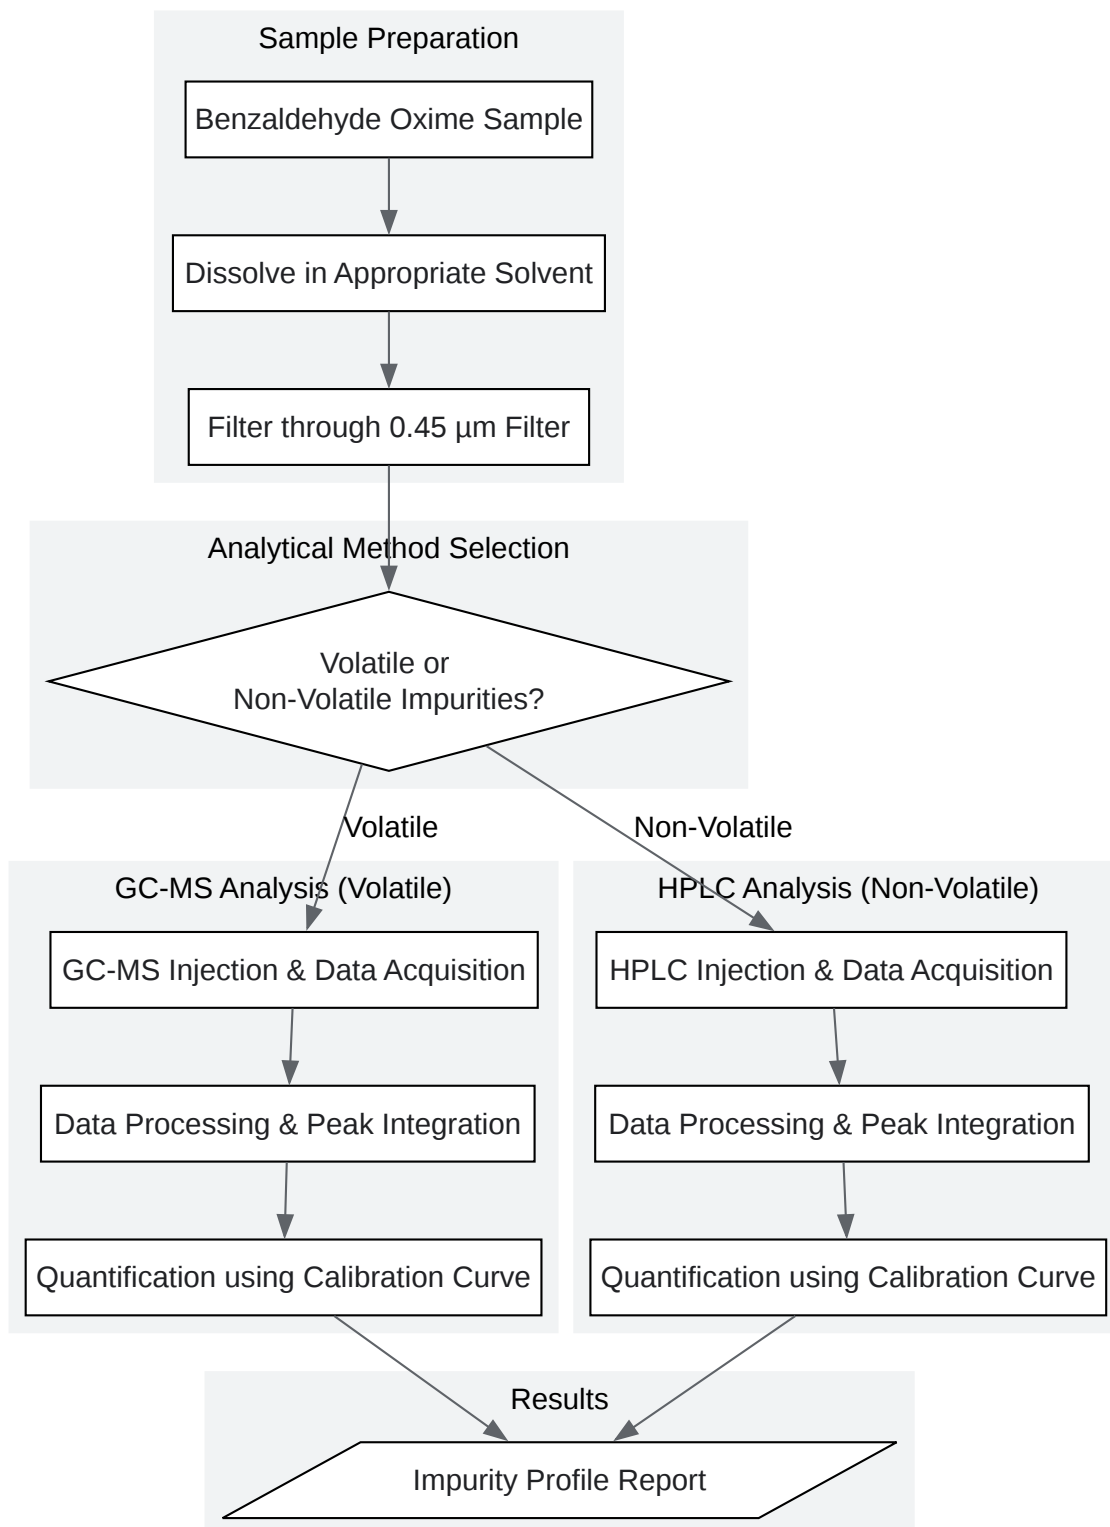 Sample Preparation
Benzaldehyde Oxime Sample
Dissolve in Appropriate Solvent
Filter through 0.45 µm Filter
Analytical Method Selection
Volatile or
Non-Volatile Impurities?
Volatile
Non-Volatile
GC-MS Analysis (Volatile)
GC-MS Injection & Data Acquisition
Data Processing & Peak Integration
Quantification using Calibration Curve
HPLC Analysis (Non-Volatile)
HPLC Injection & Data Acquisition
Data Processing & Peak Integration
Quantification using Calibration Curve
Results
Impurity Profile Report